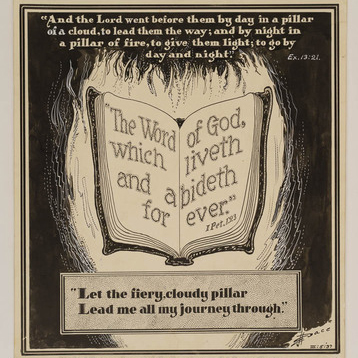 "And the Lord went before them by day in a pillar
of a cloud, to lead them the way; and by night in
a pillar of fire, to give them light; to go by
day and night."
Ex. 13:21.
"The Word of God,
which liveth
and abideth
for ever."
1 Pet. 1:23
"Let the fiery, cloudy pillar
Lead me all my journey through."
Pace